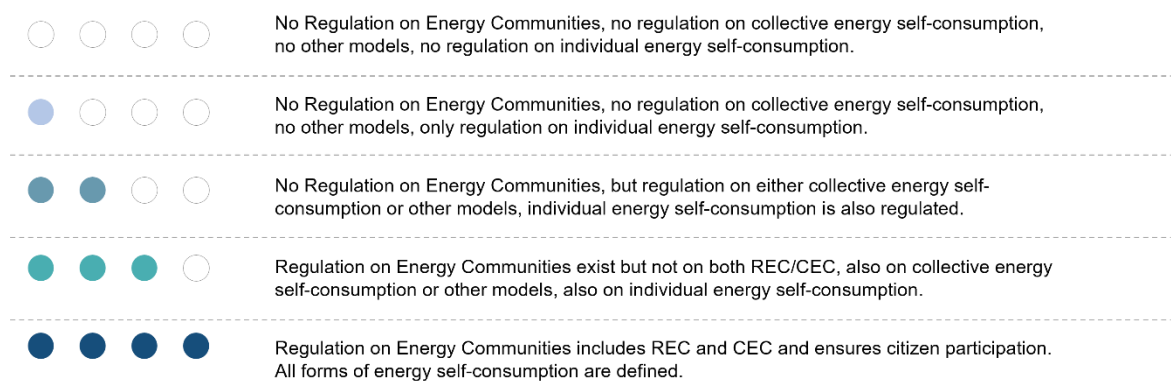 No Regulation on Energy Communities, no regulation on collective energy self-consumption,
no other models, no regulation on individual energy self-consumption.
No Regulation on Energy Communities, no regulation on collective energy self-consumption,
no other models, only regulation on individual energy self-consumption.
No Regulation on Energy Communities, but regulation on either collective energy self-
consumption or other models, individual energy self-consumption is also regulated.
Regulation on Energy Communities exist but not on both REC/CEC, also on collective energy
self-consumption or other models, also on individual energy self-consumption.
Regulation on Energy Communities includes REC and CEC and ensures citizen participation.
All forms of energy self-consumption are defined.